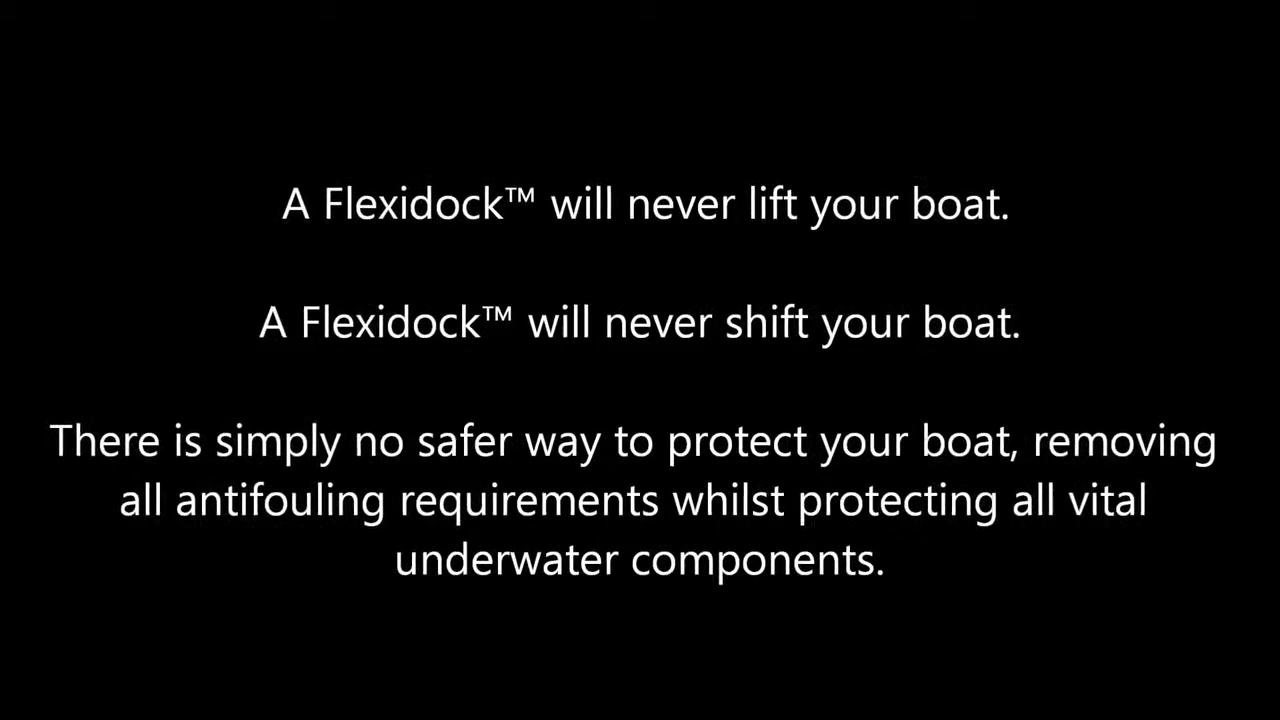 A Flexidock™ will never lift your boat.
A Flexidock™ will never shift your boat.
There is simply no safer way to protect your boat, removing
all antifouling requirements whilst protecting all vital
underwater components.